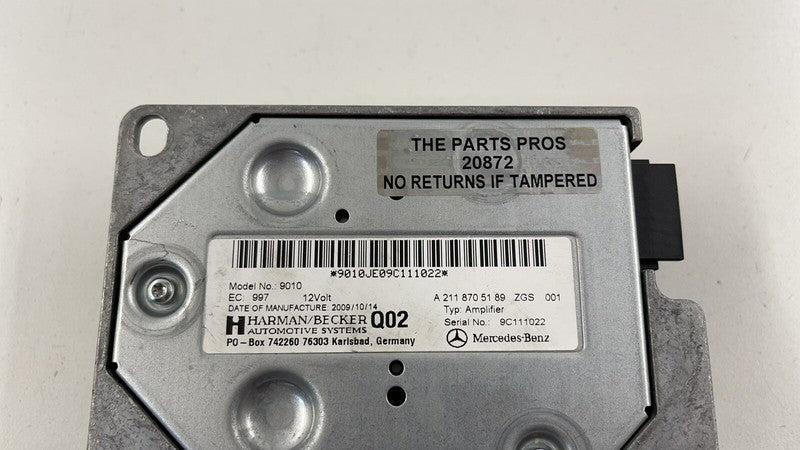 THE PARTS PROS
20872
NO RETURNS IF TAMPERED
*9010JE09C111022*
Model No.: 9010
EC: 997 12Volt A 211 870 51 89 ZGS 001
DATE OF MANUFACTURE: 2009/10/14 Typ: Amplifier
HARMAN/BECKER Q02 Serial No.: 9C111022
AUTOMOTIVE SYSTEMS
PO-Box 742260 76303 Karlsbad, Germany Mercedes-Benz